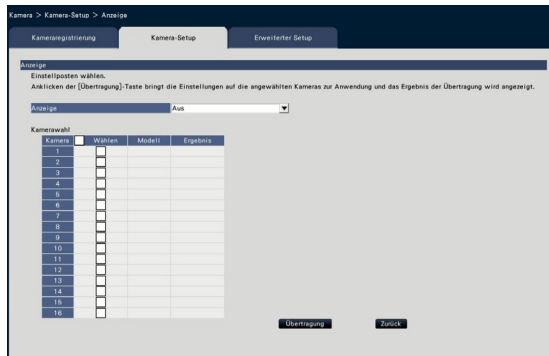 Kamera > Kamera-Setup > Anzeige
Kameraregistrierung Kamera-Setup Erweiterter Setup
Anzeige
Einstellposten wählen.
Anklicken der [Übertragung]-Taste bringt die Einstellungen auf die angewählten Kameras zur Anwendung und das Ergebnis der Übertragung wird angezeigt.
Anzeige Aus
Kamerawahl
Kamera Wählen Modell Ergebnis
1
2
3
4
5
6
7
8
9
10
11
12
13
14
15
16
Übertragung Zurück